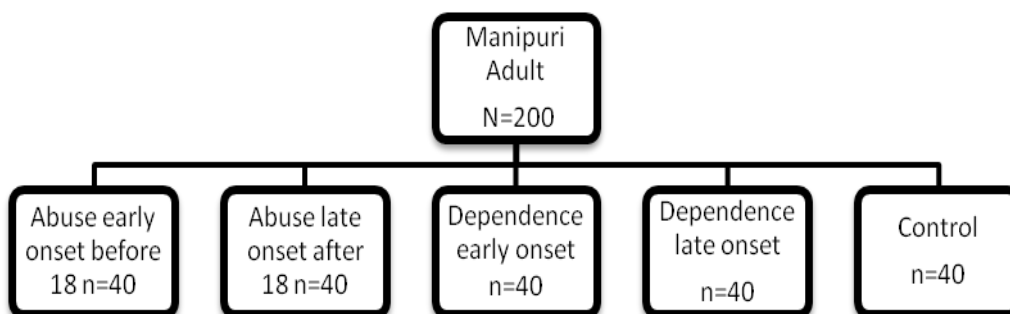 Manipuri
Adult
N=200
Abuse early
onset before
18 n=40
Abuse late
onset after
18 n=40
Dependence
early onset
n=40
Dependence
late onset
n=40
Control
n=40